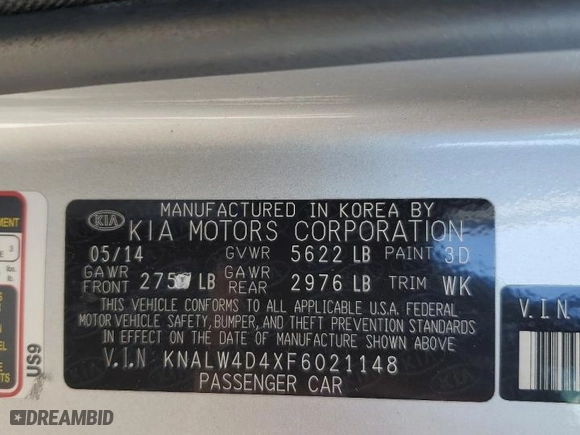 MANUFACTURED IN KOREA BY
KIA
KIA MOTORS CORPORATION
05/14 GVWR 5622 LB PAINT 3D
GAWR FRONT LB GAWR REAR 2976 LB TRIM WK
THIS VEHICLE CONFORMS TO ALL APPLICABLE U.S.A. FEDERAL
MOTOR VEHICLE SAFETY, BUMPER, AND THEFT PREVENTION STANDARDS
IN EFFECT ON THE DATE OF MANUFACTURE SHOWN ABOVE
V.I.N KNALW4D4XF6021148
PASSENGER CAR
US9
V.I.N
DREAMBID